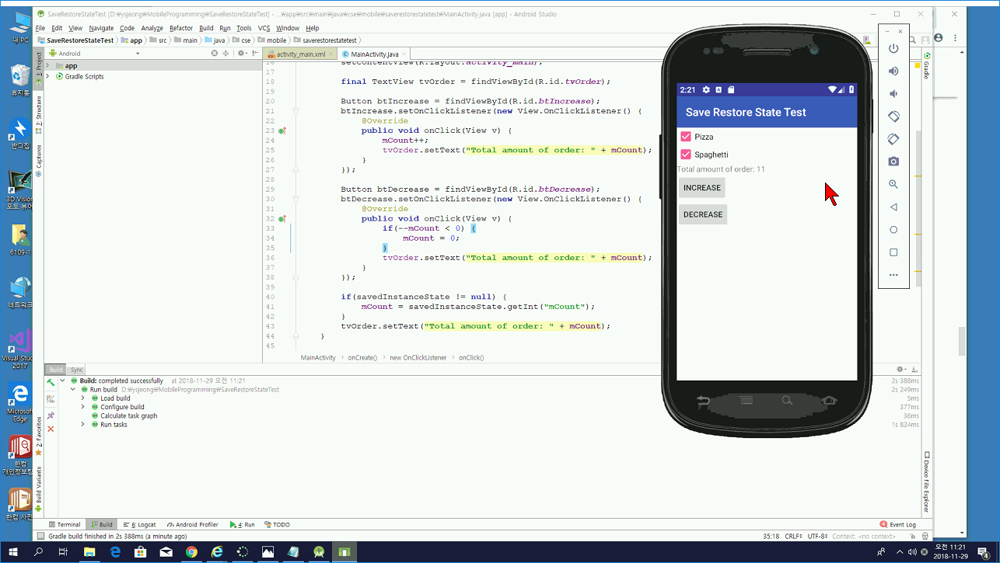 SaveRestoreStateTest [D:\ysjeong\MobileProgramming\SaveRestoreStateTest] - ...\app\src\main\java\cse\mobile\saverestorestatetest\MainActivity.java [app] - Android Studio
File Edit View Navigate Code Analyze Refactor Build Run Tools VCS Window Help
SaveRestoreStateTest app src main java cse mobile saverestorestatetest
Android
activity_main.xml MainActivity.java
app
Gradle Scripts
1: Project
7: Structure
Captures
2: Favorites
Build Variants
Gradle
Device File Explorer
내 PC
휴지통
반디집
3D Vision
포토 뷰어
6109-1
네트워크
Visual Stud
2017
Microsoft
Edge
한컴
개인정보탐
한컴 사전
16 setContentView(R.layout.activity_main);
17
18 final TextView tvOrder = findViewById(R.id.tvOrder);
19
20 Button btIncrease = findViewById(R.id.btIncrease);
21 btIncrease.setOnClickListener(new View.OnClickListener() {
22 @Override
23 public void onClick(View v) {
24 mCount++;
25 tvOrder.setText("Total amount of order: " + mCount);
26 }
27 });
28
29 Button btDecrease = findViewById(R.id.btDecrease);
30 btDecrease.setOnClickListener(new View.OnClickListener() {
31 @Override
32 public void onClick(View v) {
33 if(--mCount < 0) {
34 mCount = 0;
35 }
36 tvOrder.setText("Total amount of order: " + mCount);
37 }
38 });
39
40 if(savedInstanceState != null) {
41 mCount = savedInstanceState.getInt("mCount");
42 }
43 tvOrder.setText("Total amount of order: " + mCount);
44 }
45
MainActivity › onCreate() › new OnClickListener › onClick()
2:21
Save Restore State Test
Pizza
Spaghetti
Total amount of order: 11
INCREASE
DECREASE
Build Sync
Build: completed successfully at 2018-11-29 오전 11:21 2s 388ms
Run build D:\ysjeong\MobileProgramming\SaveRestoreStateTest 2s 249ms
Load build 5ms
Configure build 377ms
Calculate task graph 36ms
Run tasks 1s 824ms
Terminal Build 6: Logcat Android Profiler 4: Run TODO Event Log
Gradle build finished in 2s 388ms (a minute ago) 35:18 CRLF UTF-8 Context: <no context>
오전 11:21
2018-11-29